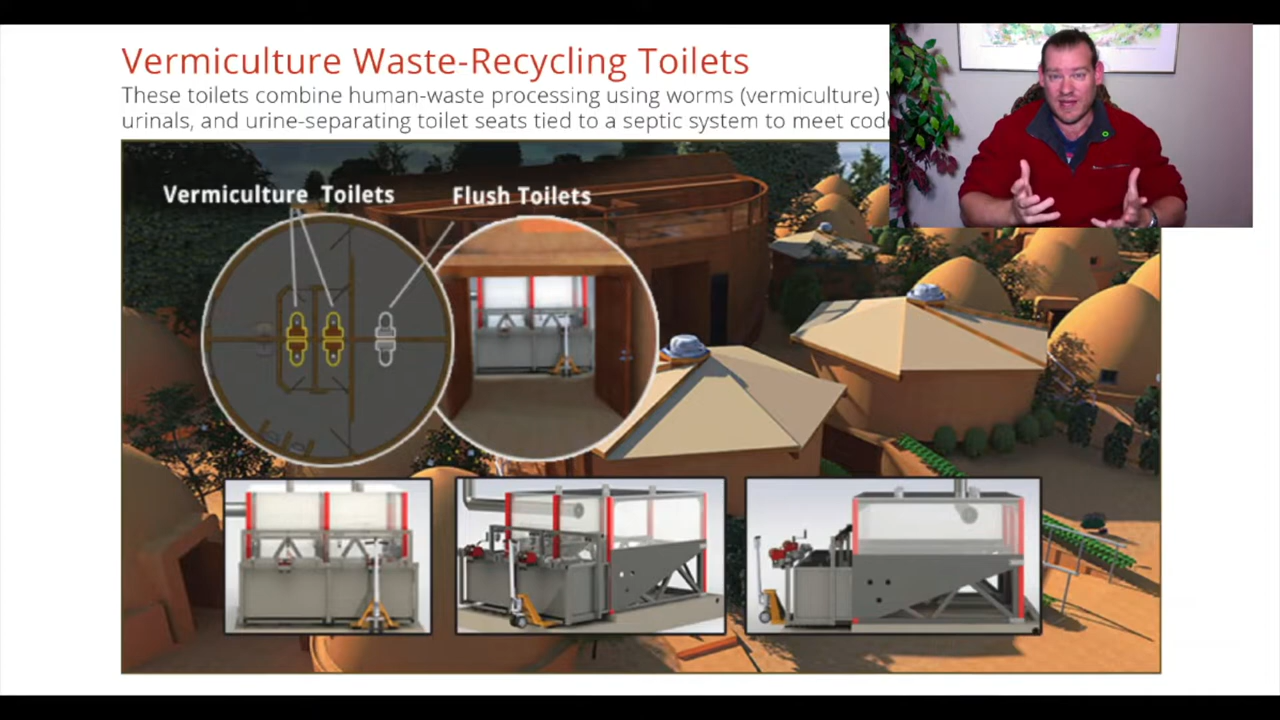 Vermiculture Waste-Recycling Toilets
These toilets combine human-waste processing using worms (vermiculture)
urinals, and urine-separating toilet seats tied to a septic system to meet
Vermiculture Toilets
Flush Toilets